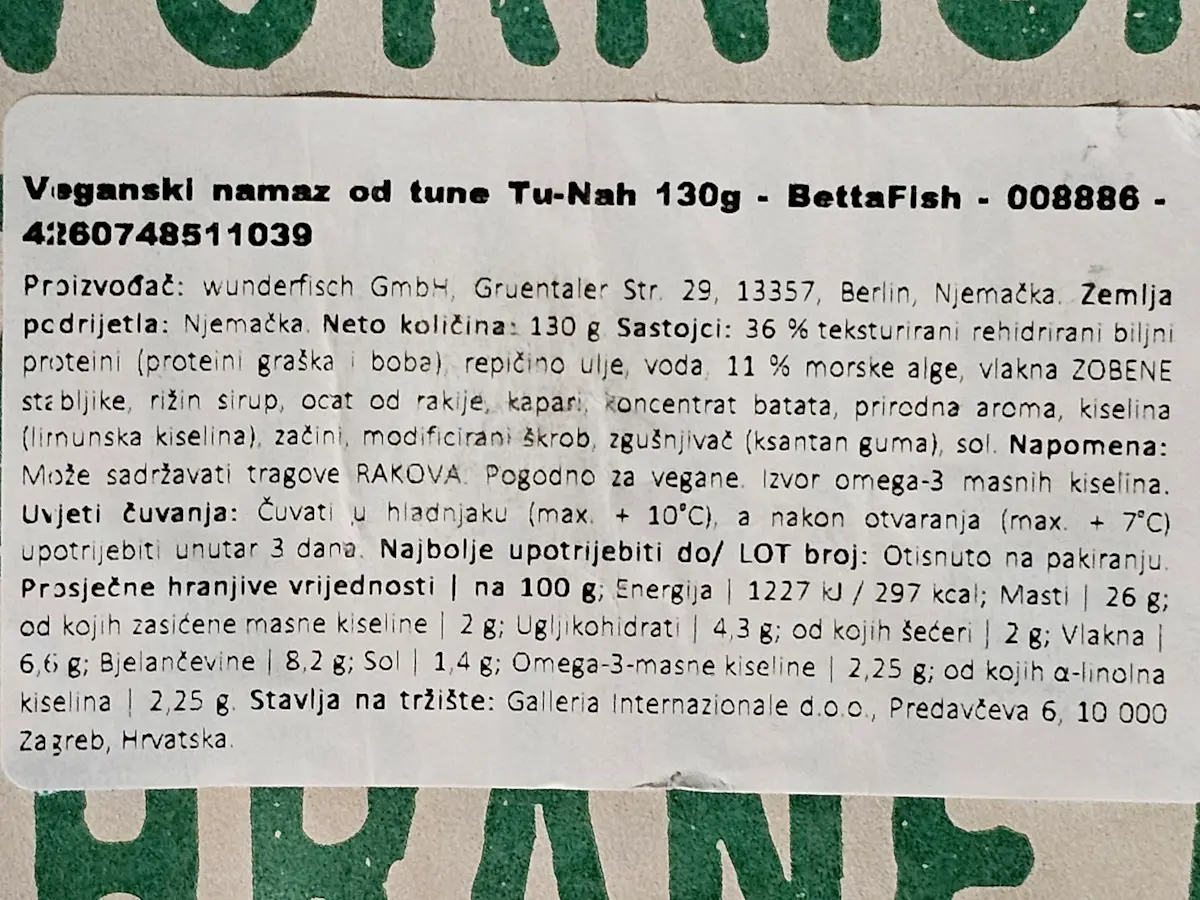 Veganski namaz od tune Tu-Nah 130g - BettaFish - 008886 -
4260748511039
Proizvođač: wunderfisch GmbH, Gruentaler Str. 29, 13357, Berlin, Njemačka. Zemlja
podrijetla: Njemačka. Neto količina: 130 g Sastojci: 36 % teksturirani rehidrirani biljni
proteini (proteini graška i boba), repičino ulje, voda, 11 % morske alge, vlakna ZOBENE
stabljike, rižin sirup, ocat od rakije, kapari, koncentrat batata, prirodna aroma, kiselina
(limunska kiselina), začini, modificirani škrob, zgušnjivač (ksantan guma), sol. Napomena:
Može sadržavati tragove RAKOVA. Pogodno za vegane. Izvor omega-3 masnih kiselina.
Uvjeti čuvanja: Čuvati u hladnjaku (max. + 10°C), a nakon otvaranja (max. + 7°C)
upotrijebiti unutar 3 dana. Najbolje upotrijebiti do/ LOT broj: Otisnuto na pakiranju.
Prosječne hranjive vrijednosti | na 100 g; Energija | 1227 kJ / 297 kcal; Masti | 26 g;
od kojih zasićene masne kiseline | 2 g; Ugljikohidrati | 4,3 g; od kojih šećeri | 2 g; Vlakna |
6,6 g; Bjelančevine | 8,2 g; Sol | 1,4 g; Omega-3-masne kiseline | 2,25 g; od kojih α-linolna
kiselina | 2,25 g. Stavlja na tržište: Galleria Internazionale d.o.o., Predavčeva 6, 10 000
Zagreb, Hrvatska.